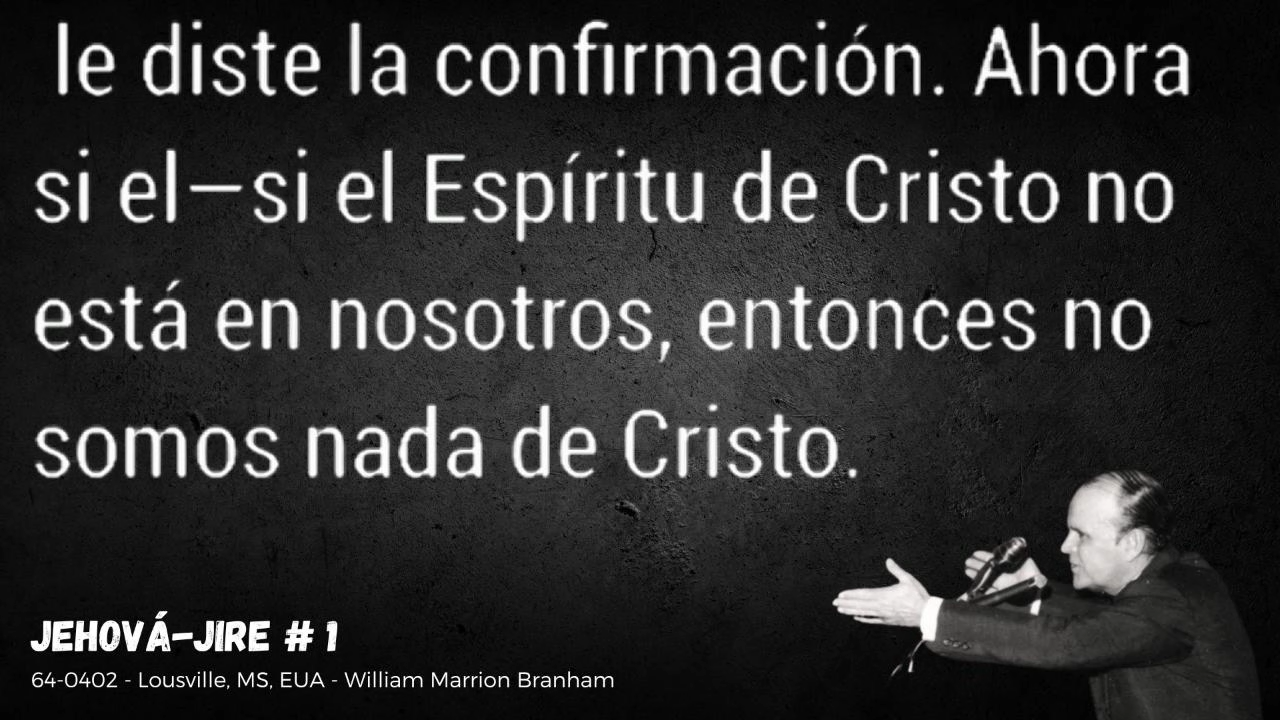 le diste la confirmación. Ahora
si el—si el Espíritu de Cristo no
está en nosotros, entonces no
somos nada de Cristo.
JEHOVÁ-JIRE # 1
64-0402 - Lousville, MS, EUA - William Marrion Branham